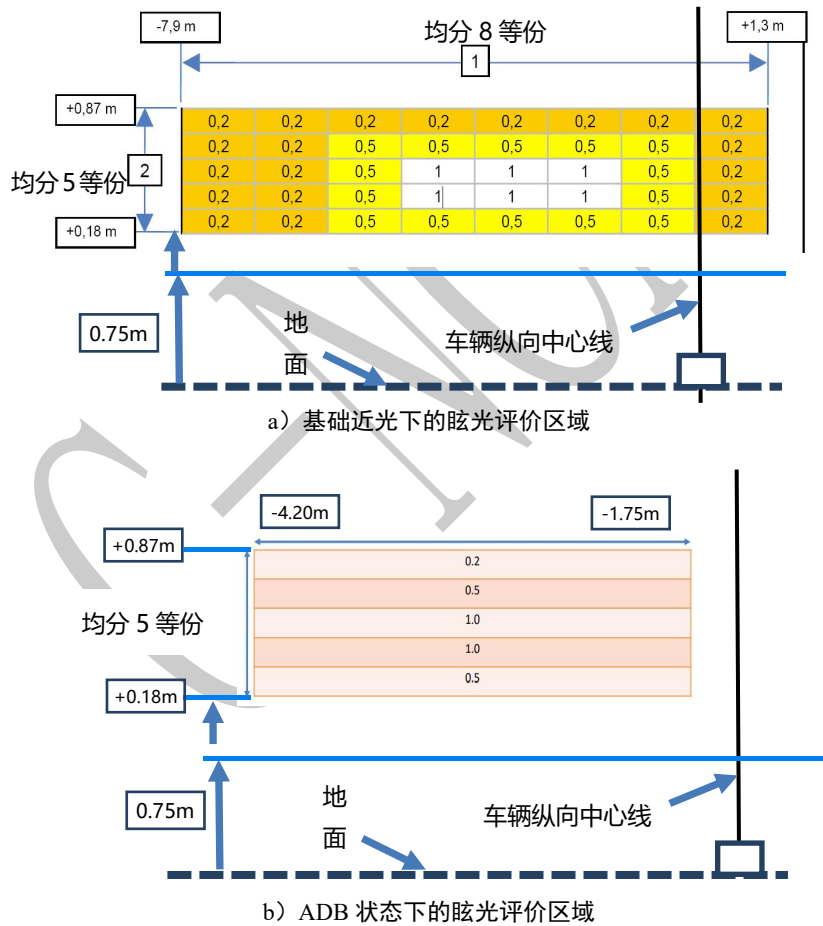 -7,9 m
均分 8 等份
+1,3 m
1
+0,87 m
0,2 0,2 0,2 0,2 0,2 0,2 0,2 0,2
0,2 0,2 0,5 0,5 0,5 0,5 0,5 0,2
2
均分 5 等份
0,2 0,2 0,5 1 1 1 0,5 0,2
0,2 0,2 0,5 1 1 1 0,5 0,2
0,2 0,2 0,5 0,5 0,5 0,5 0,5 0,2
+0,18 m
0.75m
地
面
车辆纵向中心线
a）基础近光下的眩光评价区域
-4.20m
-1.75m
+0.87m
0.2
0.5
均分 5 等份
1.0
1.0
0.5
+0.18m
0.75m
地
面
车辆纵向中心线
b）ADB 状态下的眩光评价区域